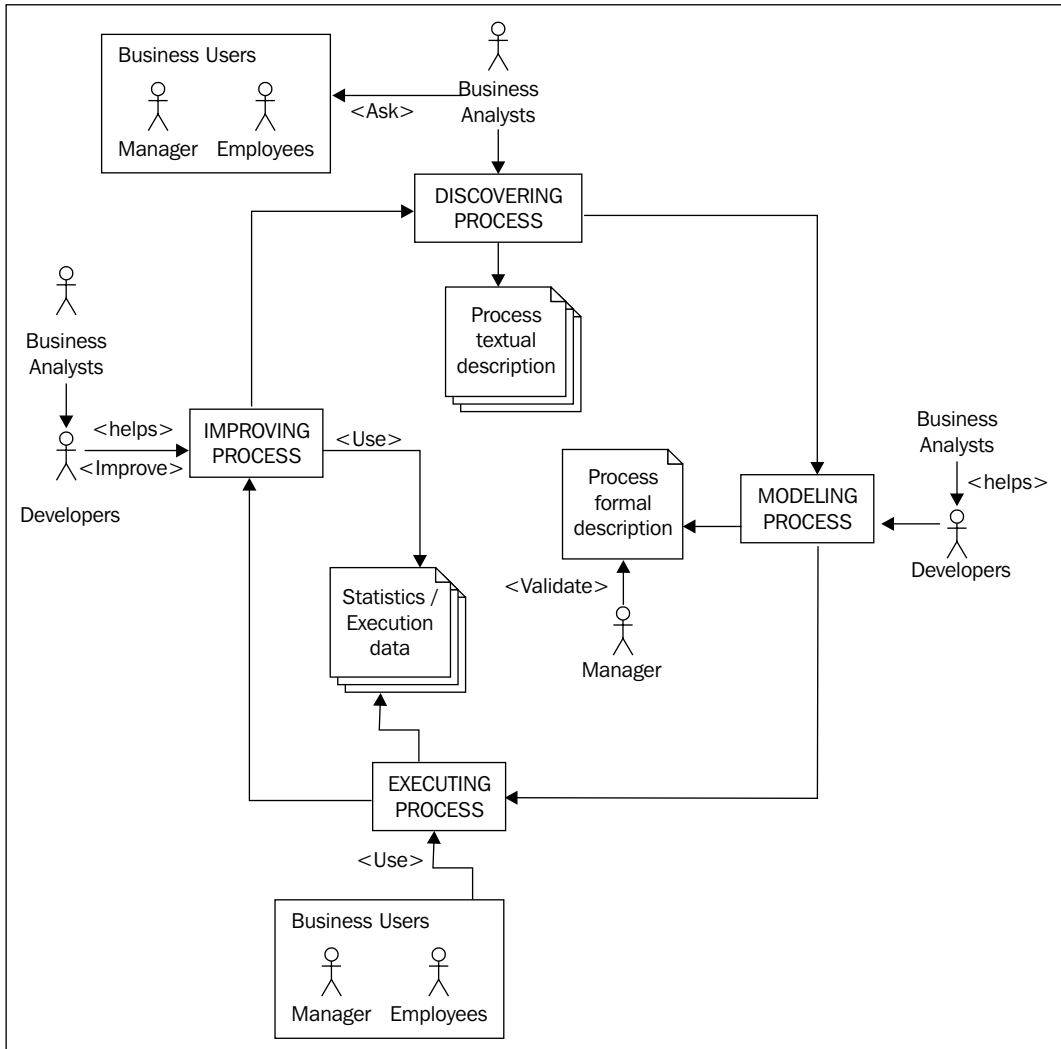 Business Users
Manager
Employees
<Ask>
Business
Analysts
DISCOVERING
PROCESS
Process
textual
description
Business
Analysts
<helps>
<Improve>
Developers
IMPROVING
PROCESS
<Use>
Process
formal
description
<Validate>
Manager
MODELING
PROCESS
Business
Analysts
<helps>
Developers
Statistics /
Execution
data
EXECUTING
PROCESS
<Use>
Business Users
Manager
Employees